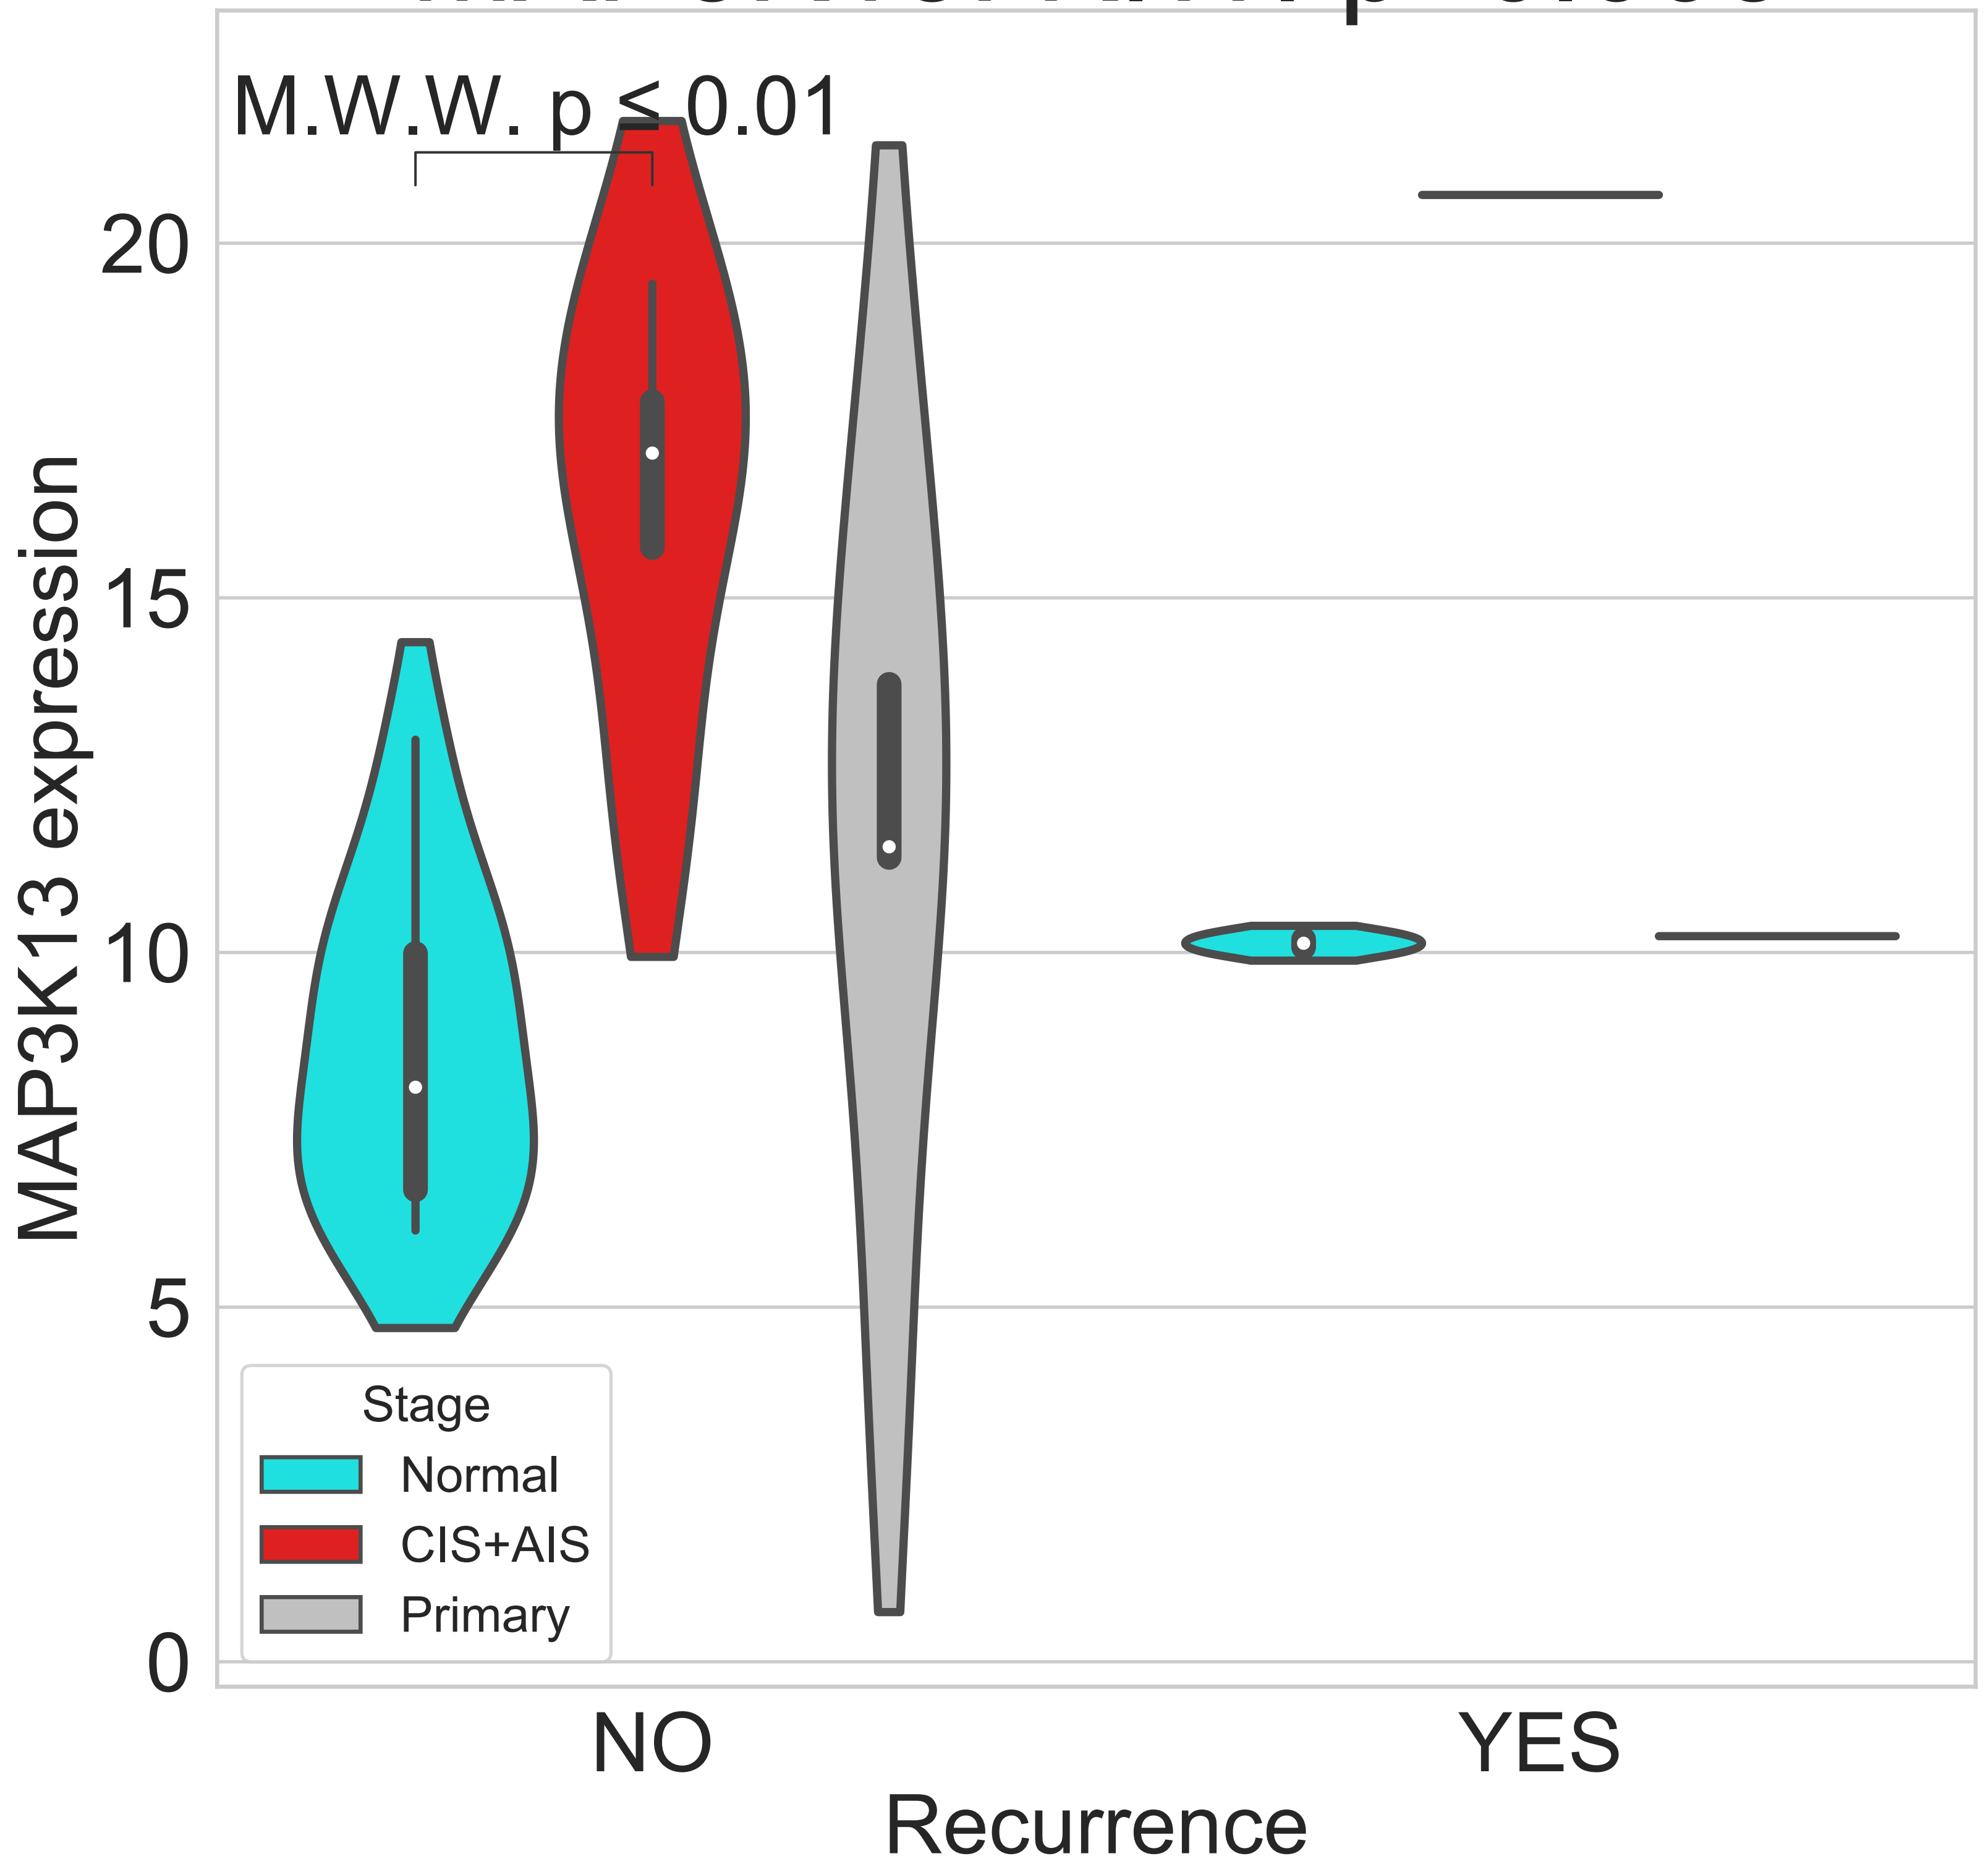 M.W.W. p ≤ 0.01
MAP3K13 expression
20
15
10
5
0
Stage
Normal
CIS+AIS
Primary
NO
YES
Recurrence